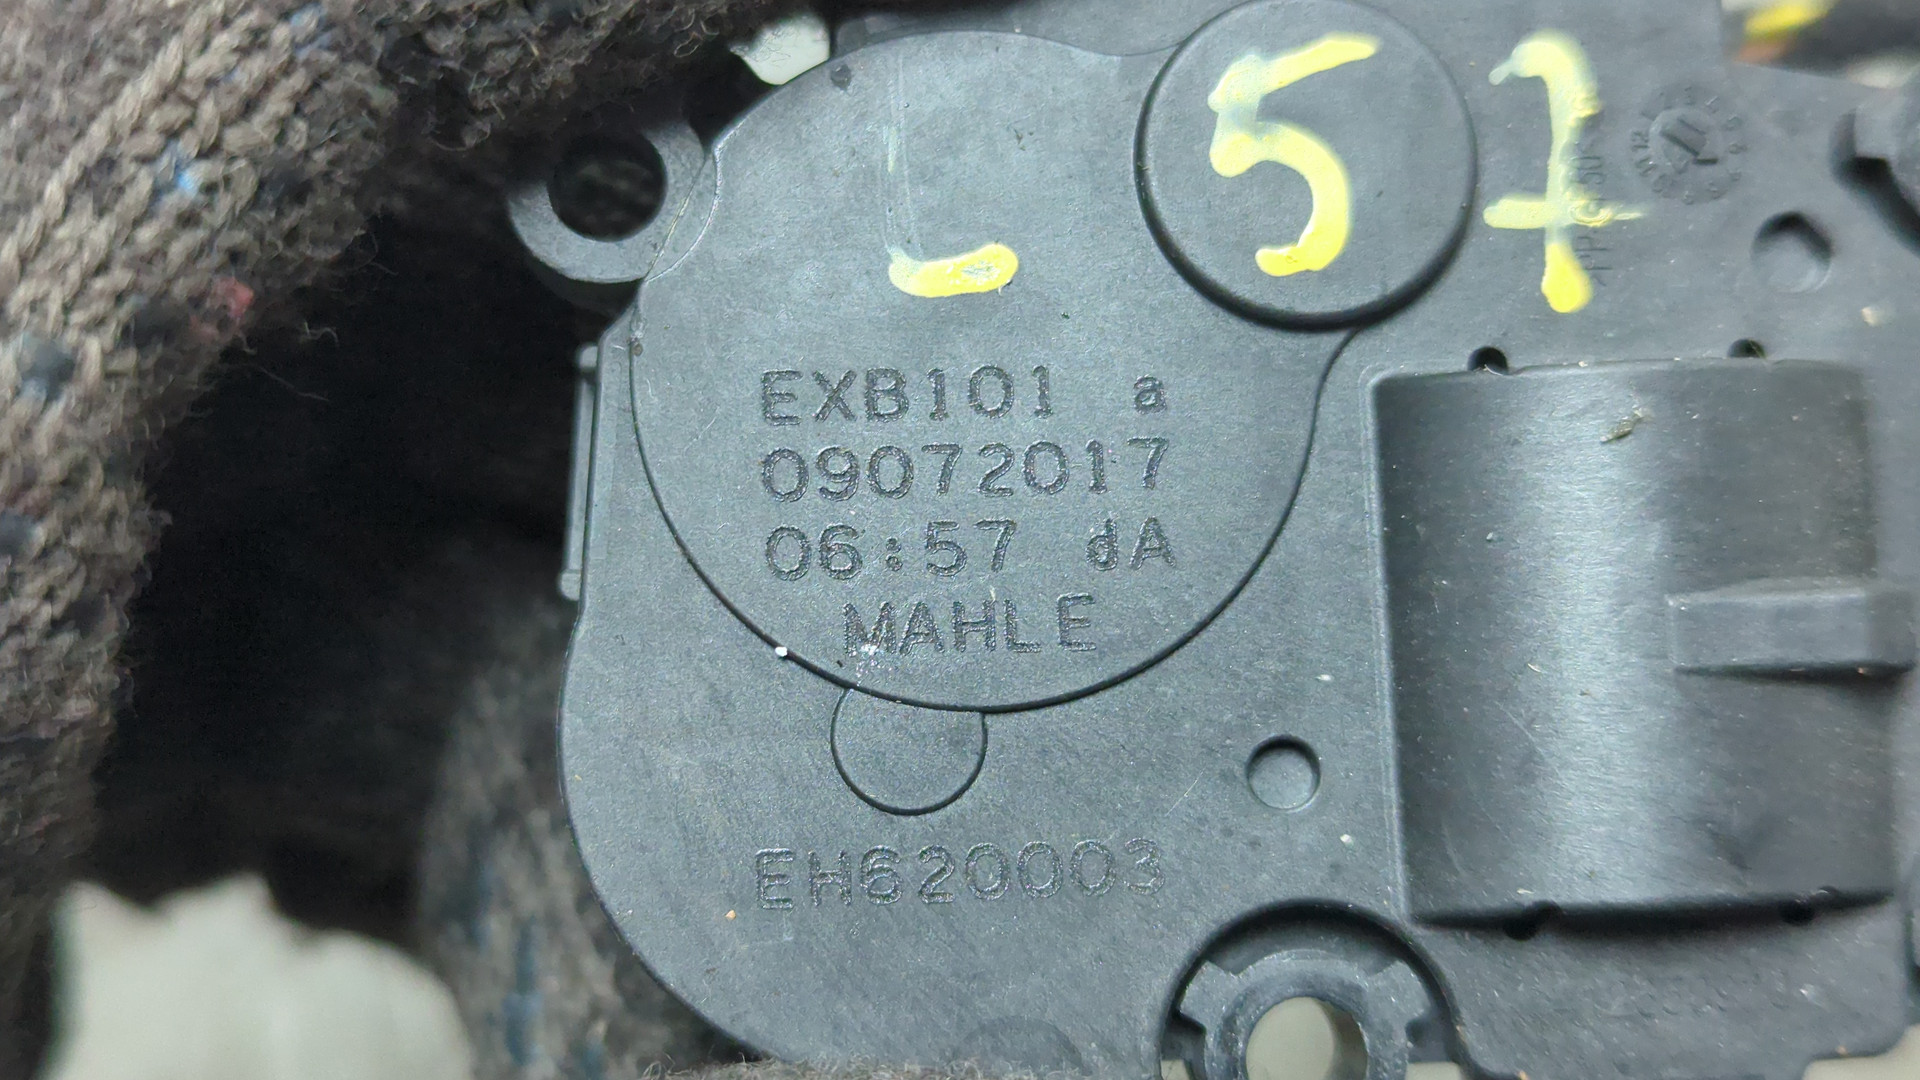 L 57
EXB101 a
09072017
06:57 dA
MAHLE
EH620003